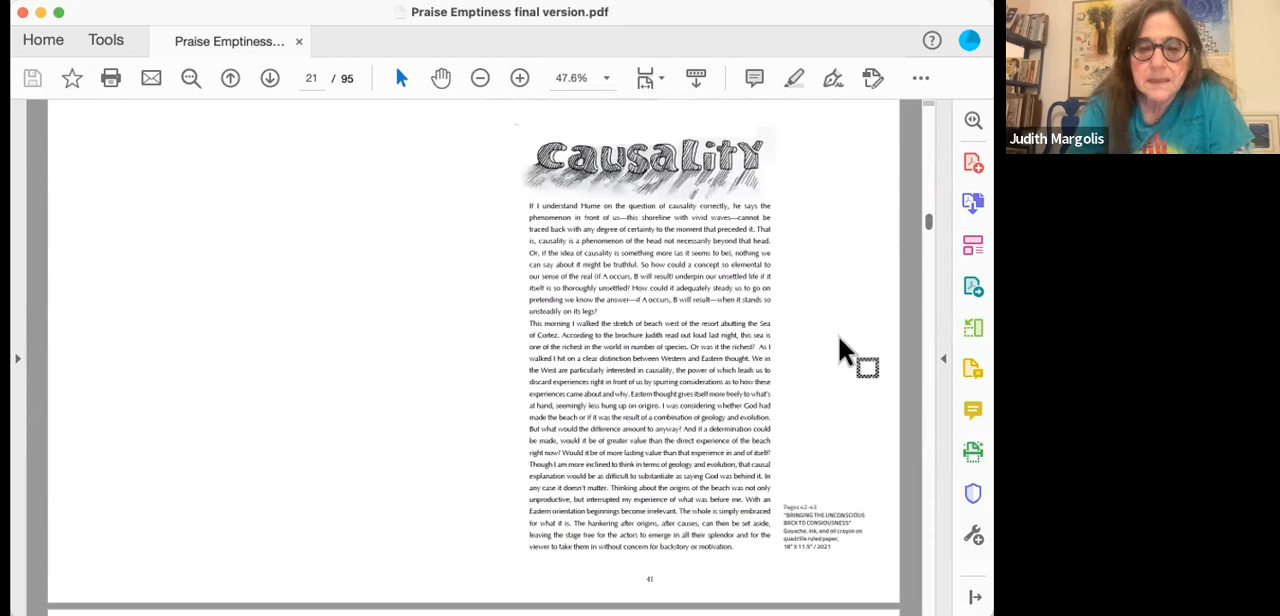 Praise Emptiness final version.pdf
Home
Tools
Praise Emptiness...
21 / 95
47.6%
Judith Margolis
causality
If I understand Hume on the question of causality correctly, he says the
phenomenon in front of us—this shoreline with vivid waves—cannot be
traced back with any degree of certainty to the moment that preceded it. That
is, causality is a phenomenon of the head not necessarily beyond that head.
Or, if the idea of causality is something more (as it seems to be), nothing we
can say about it might be truthful. So how could a concept so elemental to
our sense of the real (if A occurs, B will result) underpin our unsettled life if it
itself is so thoroughly unsettled? How could it adequately steady us to go on
pretending we know the answer—if A occurs, B will result—when it stands so
unsteadily on its legs?
This morning I walked the stretch of beach west of the resort abutting the Sea
of Cortez. According to the brochure Judith read out loud last night, this sea is
one of the richest in the world in number of species. Or was it the richest? As I
walked I hit on a clear distinction between Western and Eastern thought. We in
the West are particularly interested in causality, the power of which leads us to
discard experiences right in front of us by spurring considerations as to how these
experiences came about and why. Eastern thought gives itself more freely to what's
at hand, seemingly less hung up on origins. I was considering whether God had
made the beach or if it was the result of a combination of geology and evolution.
But what would the difference amount to anyway? And if a determination could
be made, would it be of greater value than the direct experience of the beach
right now? Would it be of more lasting value than that experience in and of itself?
Though I am more inclined to think in terms of geology and evolution, that causal
explanation would be as difficult to substantiate as saying God was behind it. In
any case it doesn't matter. Thinking about the origins of the beach was not only
unproductive, but interrupted my experience of what was before me. With an
Eastern orientation beginnings become irrelevant. The whole is simply embraced
for what it is. The hankering after origins, after causes, can then be set aside,
leaving the stage free for the actors to emerge in all their splendor and for the
viewer to take them in without concern for backstory or motivation.
Pages 42-43
"BRINGING THE UNCONSCIOUS
BACK TO CONSIOUSNESS"
Gouache, ink, and oil crayon on
quadrille ruled paper,
18" X 11.5" / 2021
41